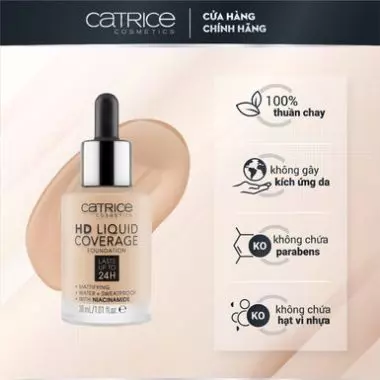 CATRICE
COSMETICS
CỬA HÀNG
CHÍNH HÃNG
100%
thuần chay
không gây
kích ứng da
KO
không chứa
parabens
KO
không chứa
hạt vi nhựa
CATRICE
COSMETICS
HD LIQUID
COVERAGE
FOUNDATION
LASTS
UP TO
24H
• MATTIFYING
• WATER + SWEATPROOF
• WITH NIACINAMIDE
30 ml/1.01 fl.oz. e